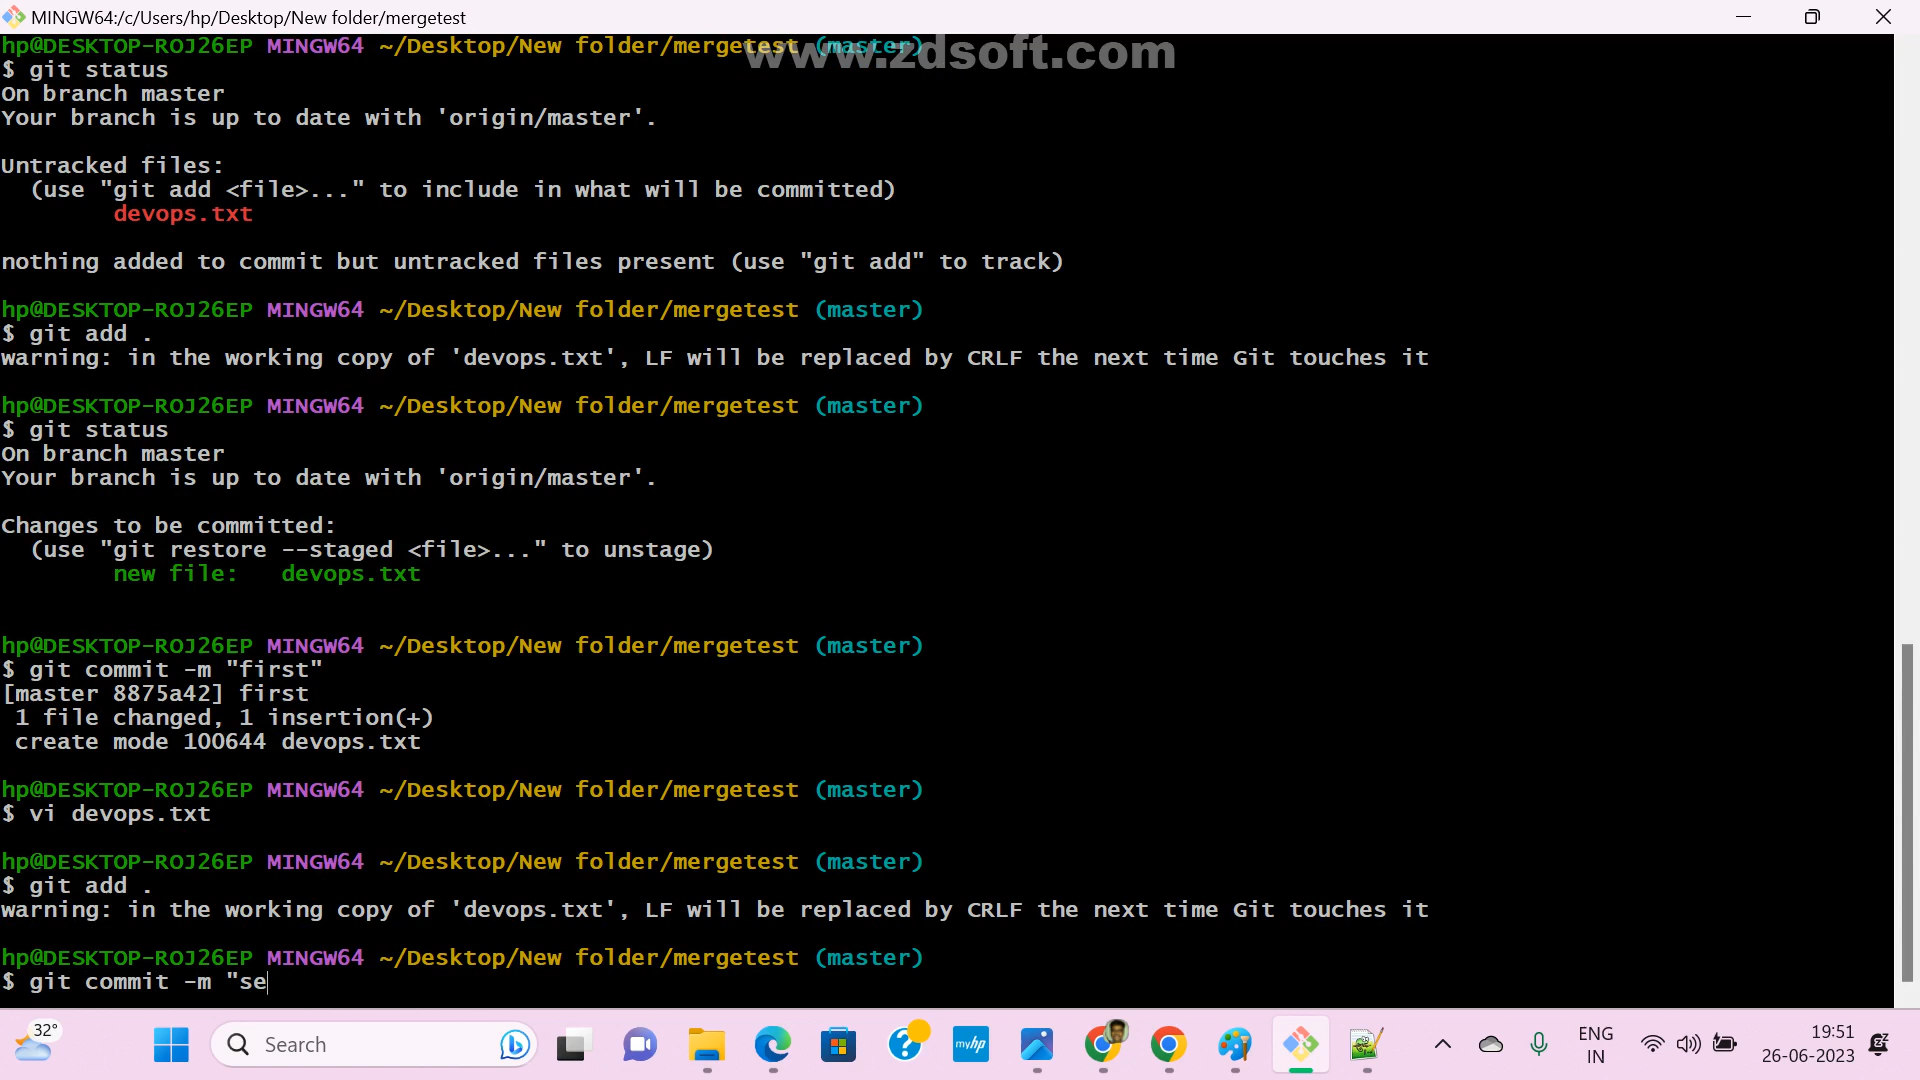 MINGW64:/c/Users/hp/Desktop/New folder/mergetest
hp@DESKTOP-ROJ26EP MINGW64 ~/Desktop/New folder/mergetest (master)
www.zdsoft.com
$ git status
On branch master
Your branch is up to date with 'origin/master'.
Untracked files:
  (use "git add <file>..." to include in what will be committed)
        devops.txt
nothing added to commit but untracked files present (use "git add" to track)
hp@DESKTOP-ROJ26EP MINGW64 ~/Desktop/New folder/mergetest (master)
$ git add .
warning: in the working copy of 'devops.txt', LF will be replaced by CRLF the next time Git touches it
hp@DESKTOP-ROJ26EP MINGW64 ~/Desktop/New folder/mergetest (master)
$ git status
On branch master
Your branch is up to date with 'origin/master'.
Changes to be committed:
  (use "git restore --staged <file>..." to unstage)
        new file:   devops.txt
hp@DESKTOP-ROJ26EP MINGW64 ~/Desktop/New folder/mergetest (master)
$ git commit -m "first"
[master 8875a42] first
 1 file changed, 1 insertion(+)
 create mode 100644 devops.txt
hp@DESKTOP-ROJ26EP MINGW64 ~/Desktop/New folder/mergetest (master)
$ vi devops.txt
hp@DESKTOP-ROJ26EP MINGW64 ~/Desktop/New folder/mergetest (master)
$ git add .
warning: in the working copy of 'devops.txt', LF will be replaced by CRLF the next time Git touches it
hp@DESKTOP-ROJ26EP MINGW64 ~/Desktop/New folder/mergetest (master)
$ git commit -m "se
32°
Search
myhp
ENG
IN
19:51
26-06-2023